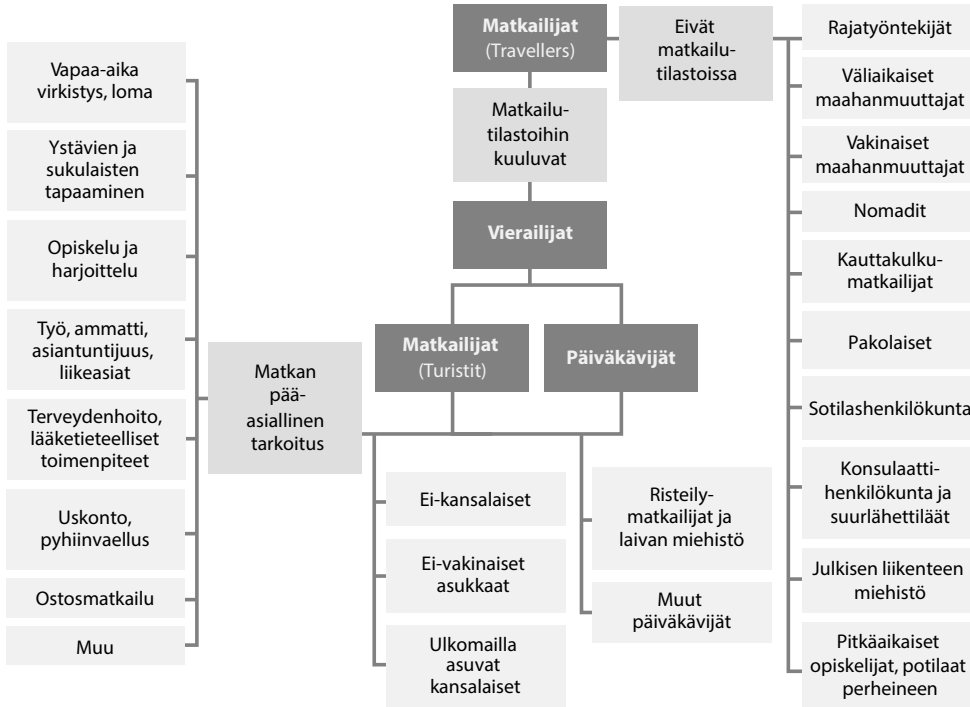 Matkailijat
(Travellers)
Eivät
matkailu-
tilastoissa
Matkailu-
tilastoihin
kuuluvat
Vierailijat
Matkailijat
(Turistit)
Päiväkävijät
Matkan
pää-
asiallinen
tarkoitus
Vapaa-aika
virkistys, loma
Ystävien ja
sukulaisten
tapaaminen
Opiskelu ja
harjoittelu
Työ, ammatti,
asiantuntijuus,
liikeasiat
Terveydenhoito,
lääketieteelliset
toimenpiteet
Uskonto,
pyhiinvaellus
Ostosmatkailu
Muu
Ei-kansalaiset
Ei-vakinaiset
asukkaat
Ulkomailla
asuvat
kansalaiset
Risteily-
matkailijat ja
laivan miehistö
Muut
päiväkävijät
Rajatyöntekijät
Väliaikaiset
maahanmuuttajat
Vakinaiset
maahanmuuttajat
Nomadit
Kauttakulku-
matkailijat
Pakolaiset
Sotilashenkilökunta
Konsulaatti-
henkilökunta ja
suurlähettiläät
Julkisen liikenteen
miehistö
Pitkäaikaiset
opiskelijat, potilaat
perheineen